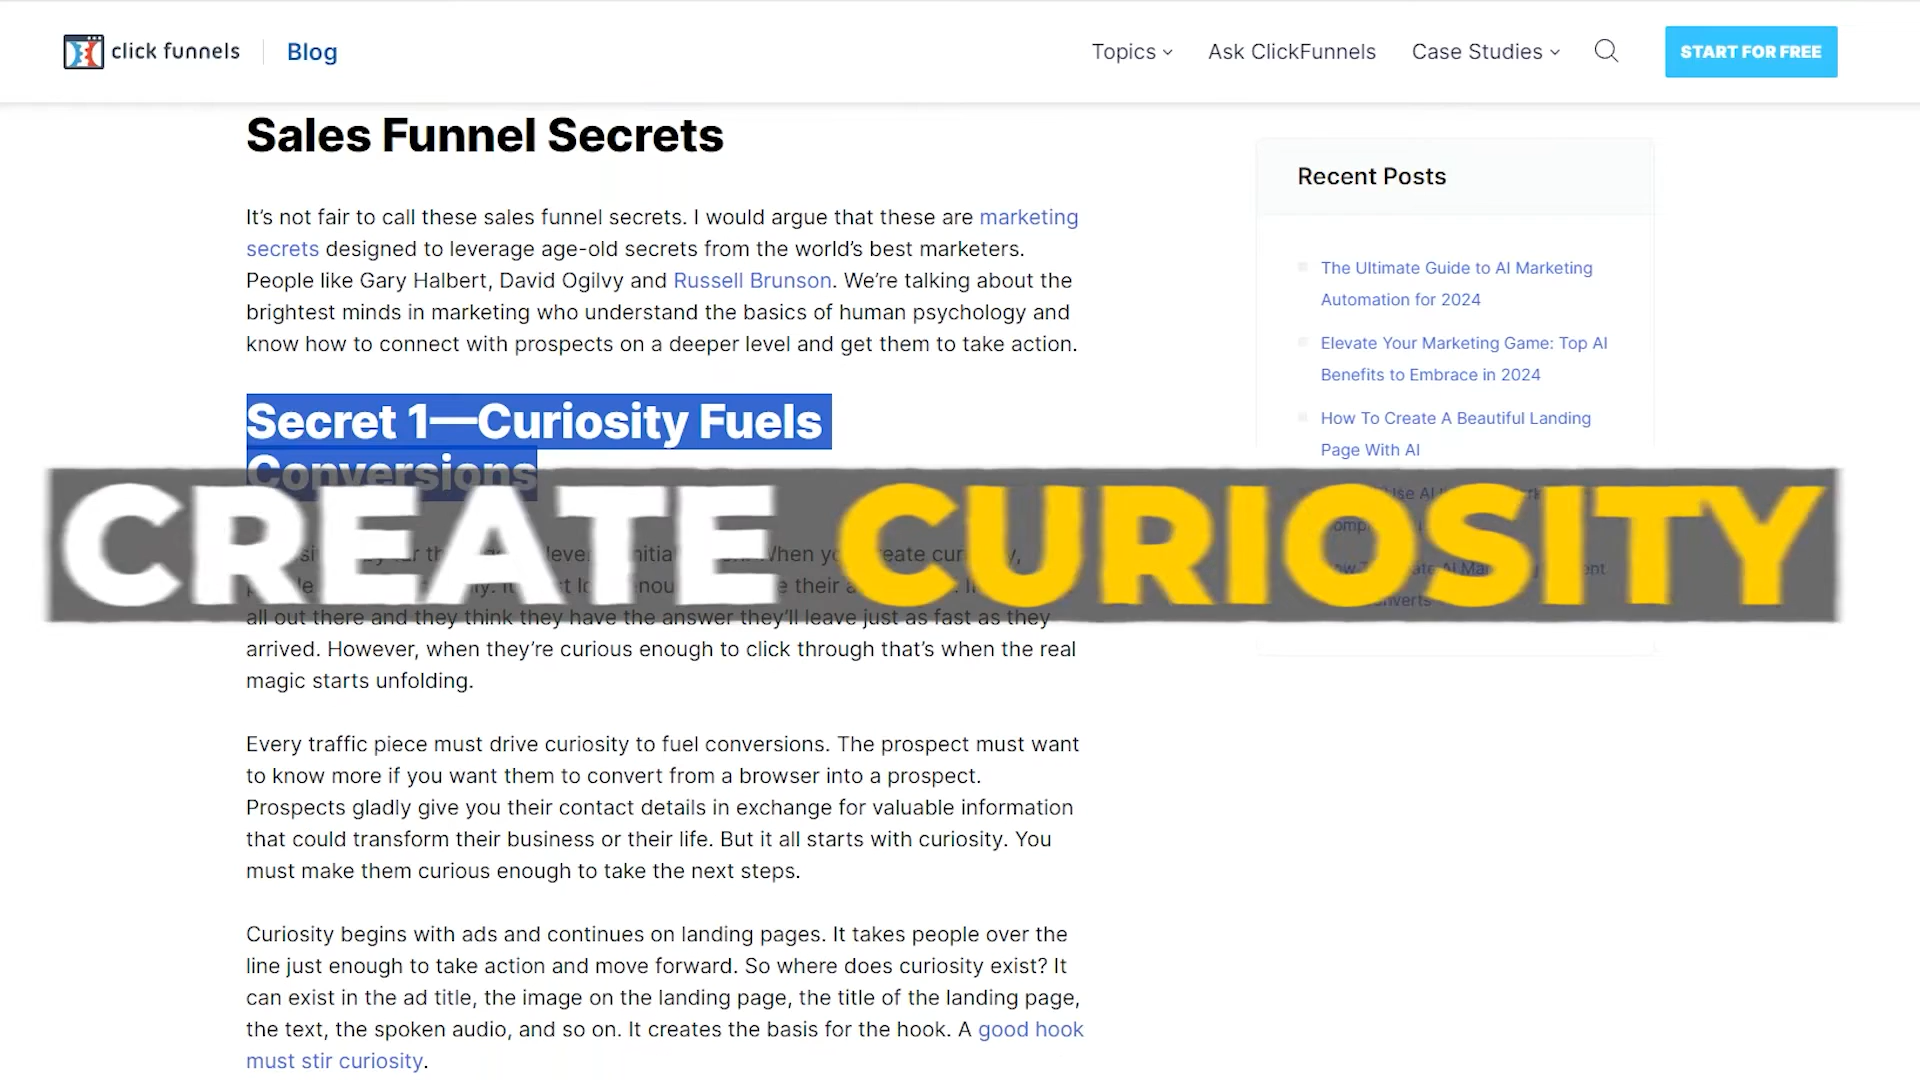 click funnels
Blog
Topics
Ask ClickFunnels
Case Studies
START FOR FREE
Sales Funnel Secrets
It’s not fair to call these sales funnel secrets. I would argue that these are marketing
secrets designed to leverage age-old secrets from the world’s best marketers.
People like Gary Halbert, David Ogilvy and Russell Brunson. We’re talking about the
brightest minds in marketing who understand the basics of human psychology and
know how to connect with prospects on a deeper level and get them to take action.
Secret 1—Curiosity Fuels
Conversions
CREATE CURIOSITY
all out there and they think they have the answer they’ll leave just as fast as they
arrived. However, when they’re curious enough to click through that’s when the real
magic starts unfolding.
Every traffic piece must drive curiosity to fuel conversions. The prospect must want
to know more if you want them to convert from a browser into a prospect.
Prospects gladly give you their contact details in exchange for valuable information
that could transform their business or their life. But it all starts with curiosity. You
must make them curious enough to take the next steps.
Curiosity begins with ads and continues on landing pages. It takes people over the
line just enough to take action and move forward. So where does curiosity exist? It
can exist in the ad title, the image on the landing page, the title of the landing page,
the text, the spoken audio, and so on. It creates the basis for the hook. A good hook
must stir curiosity.
Recent Posts
The Ultimate Guide to AI Marketing
Automation for 2024
Elevate Your Marketing Game: Top AI
Benefits to Embrace in 2024
How To Create A Beautiful Landing
Page With AI